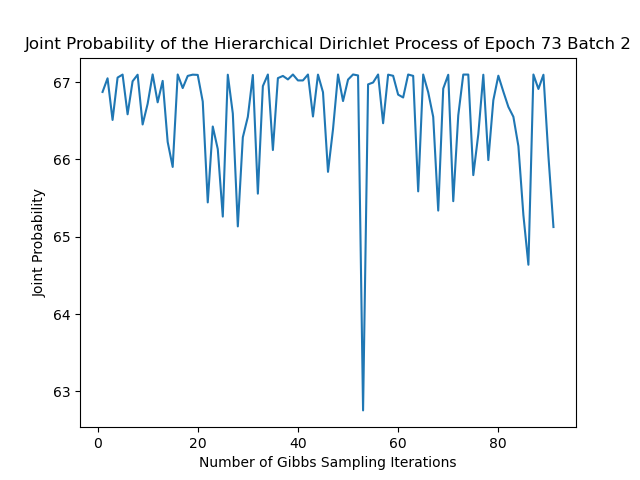 Joint Probability of the Hierarchical Dirichlet Process of Epoch 73 Batch 2
67
66
65
64
63
Joint Probability
0 20 40 60 80
Number of Gibbs Sampling Iterations